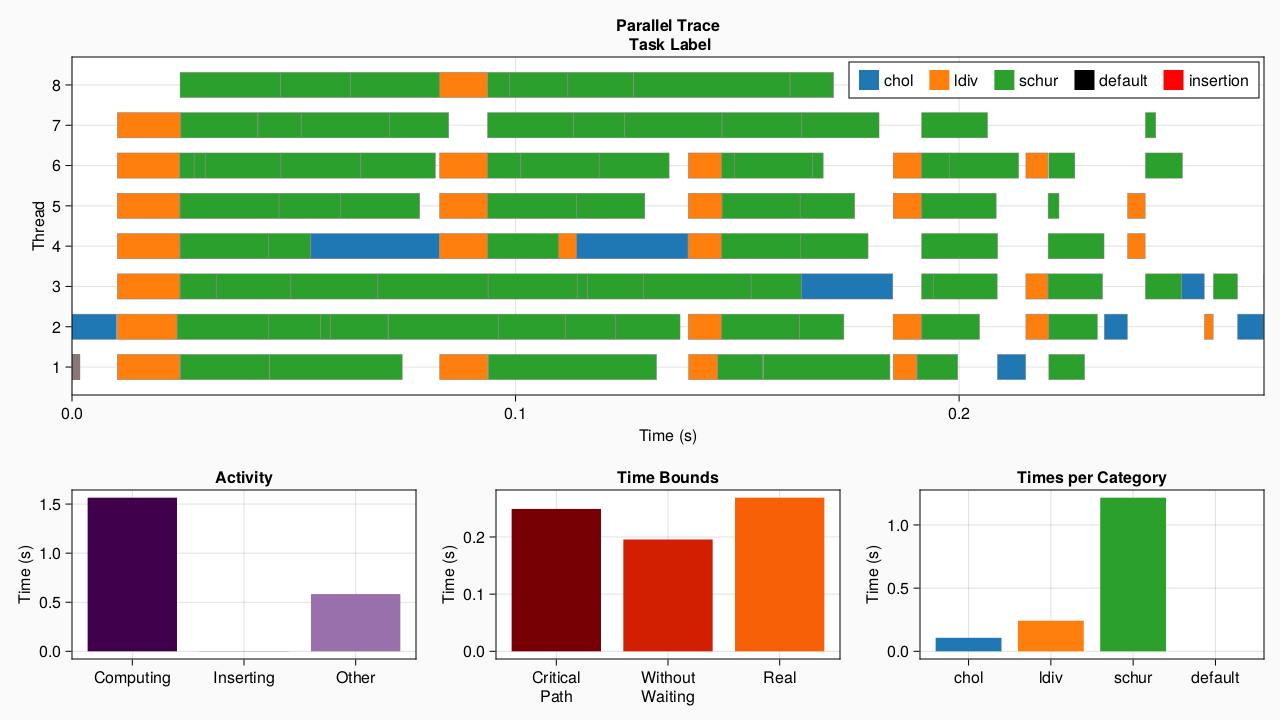 Parallel Trace
Task Label
chol ldiv schur default insertion
Thread
8
7
6
5
4
3
2
1
0.0 0.1 0.2
Time (s)
Activity
Time (s)
1.5
1.0
0.5
0.0
Computing Inserting Other
Time Bounds
Time (s)
0.2
0.1
0.0
Critical Path
Without Waiting
Real
Times per Category
Time (s)
1.0
0.5
0.0
chol ldiv schur default